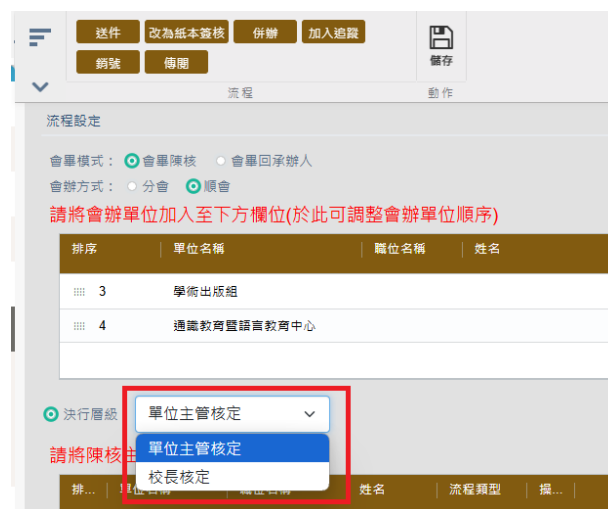 送件 改為紙本簽核 併辦 加入追蹤
銷號 傳閱 儲存
流程 動作
流程設定
會畢模式： 會畢陳核 會畢回承辦人
會辦方式： 分會 順會
請將會辦單位加入至下方欄位(於此可調整會辦單位順序)
排序 單位名稱 職位名稱 姓名
3 學術出版組
4 通識教育暨語言教育中心
決行層級 單位主管核定
單位主管核定
請將陳核
校長核定
排... 姓名 流程類型 操...